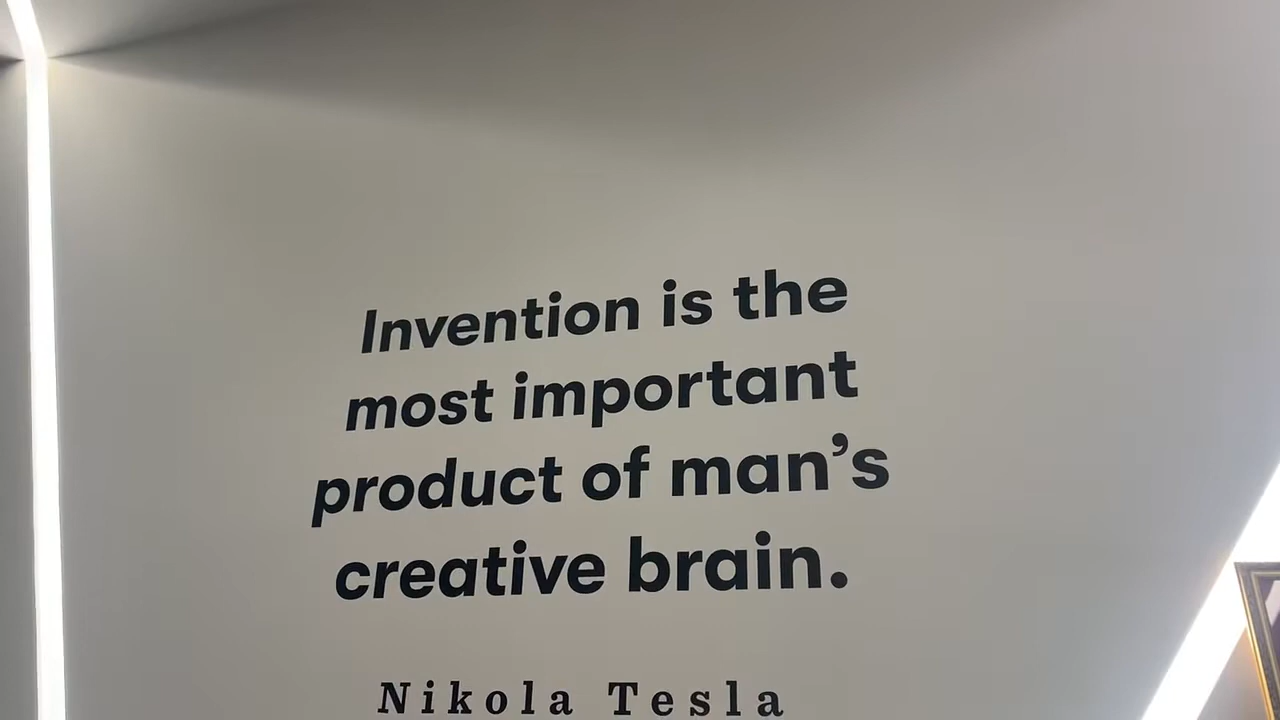 Invention is the
most important
product of man’s
creative brain.
Nikola Tesla